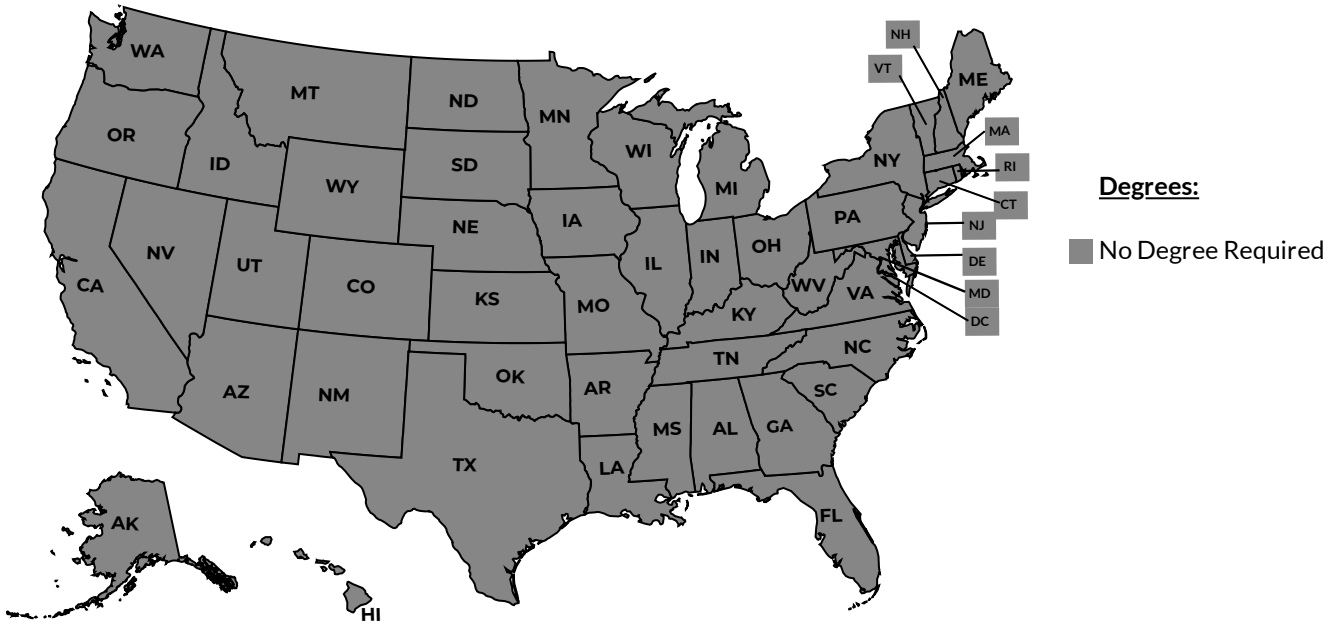 NH
WA
VT
ME
MT
ND
MN
OR
MA
WI
NY
ID
SD
RI
WY
MI
Degrees:
CT
PA
IA
NE
NJ
OH
No Degree Required
NV
IN
IL
UT
DE
CO
WV
CA
VA
MD
KS
MO
KY
DC
NC
TN
OK
AR
SC
AZ
NM
GA
MS
AL
TX
LA
FL
AK
HI